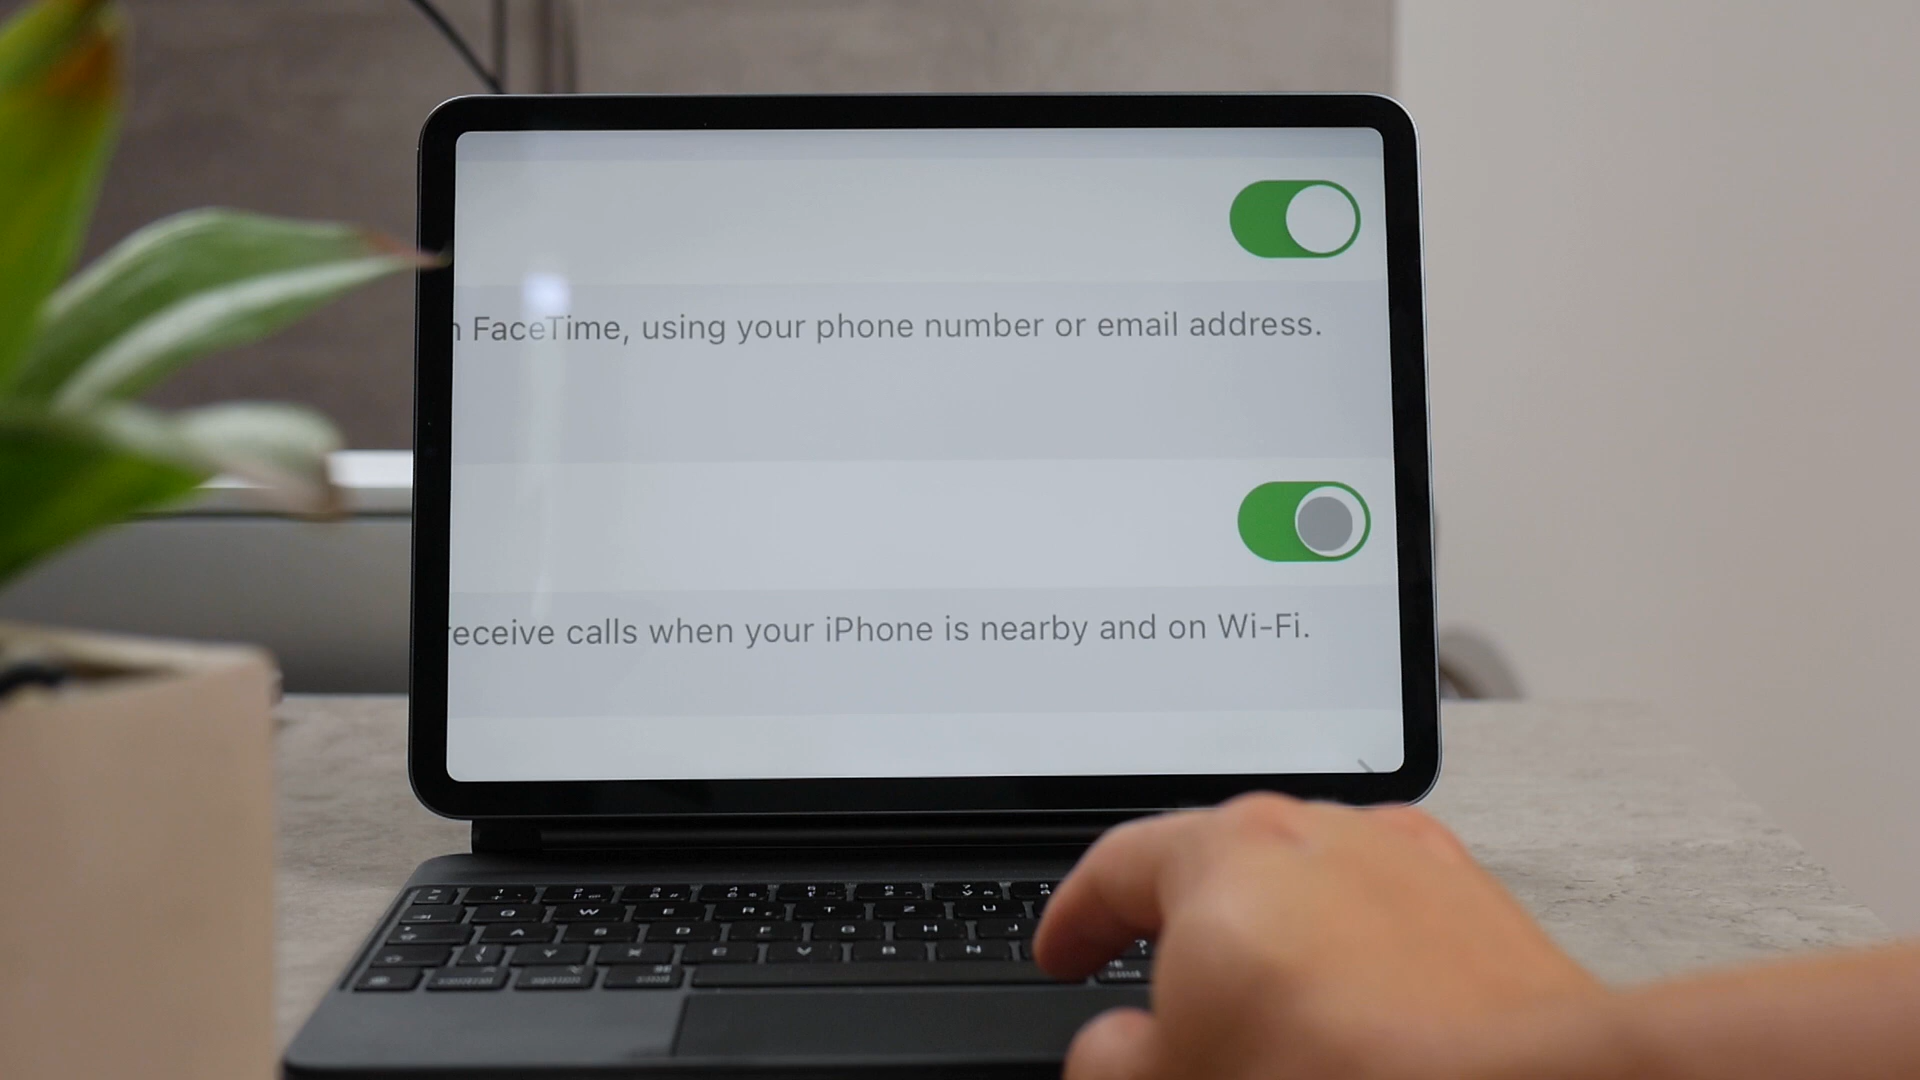 FaceTime, using your phone number or email address.
receive calls when your iPhone is nearby and on Wi-Fi.
Q W E R T Z U
A S D F G H J
Y X C V B N